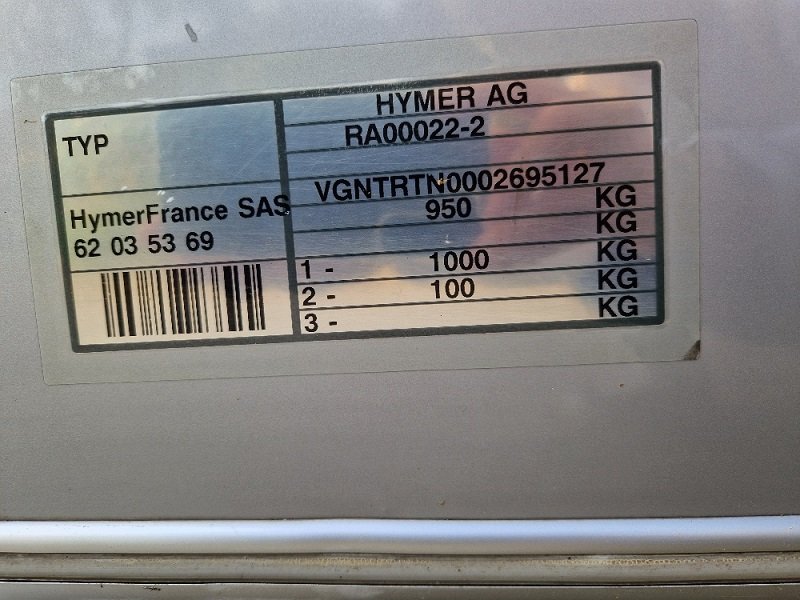 HYMER AG
TYP RA00022-2
VGNTRTN0002695127
HymerFrance SAS 950 KG
62 03 53 69 KG
1 - 1000 KG
2 - 100 KG
3 - KG